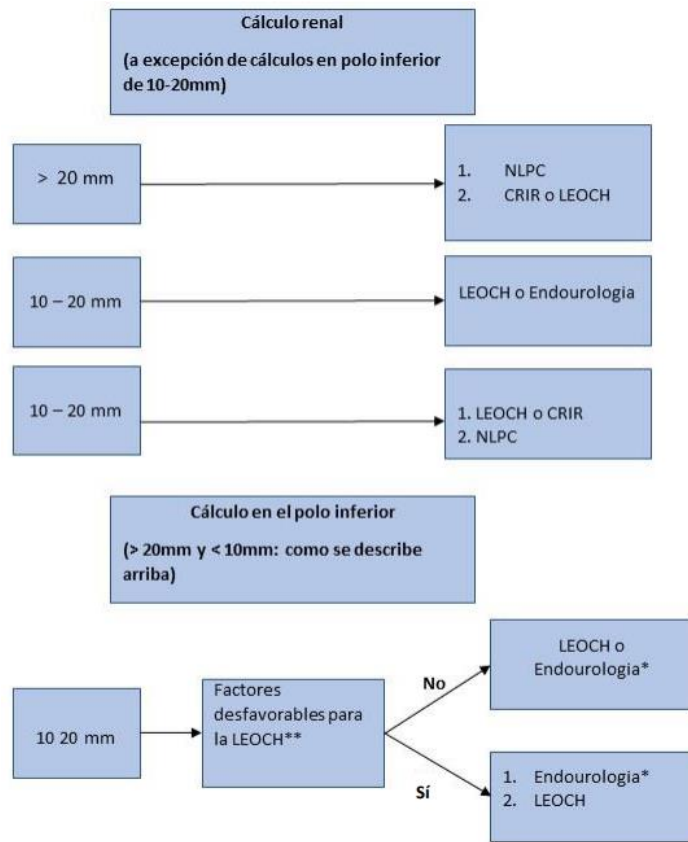 Cálculo renal
(a excepción de cálculos en polo inferior
de 10-20mm)
> 20 mm
1. NLPC
2. CRIR o LEOCH
10 – 20 mm
LEOCH o Endourologia
10 – 20 mm
1. LEOCH o CRIR
2. NLPC
Cálculo en el polo inferior
(> 20mm y < 10mm: como se describe
arriba)
10 20 mm
Factores
desfavorables para
la LEOCH**
No
LEOCH o
Endourologia*
Sí
1. Endourologia*
2. LEOCH